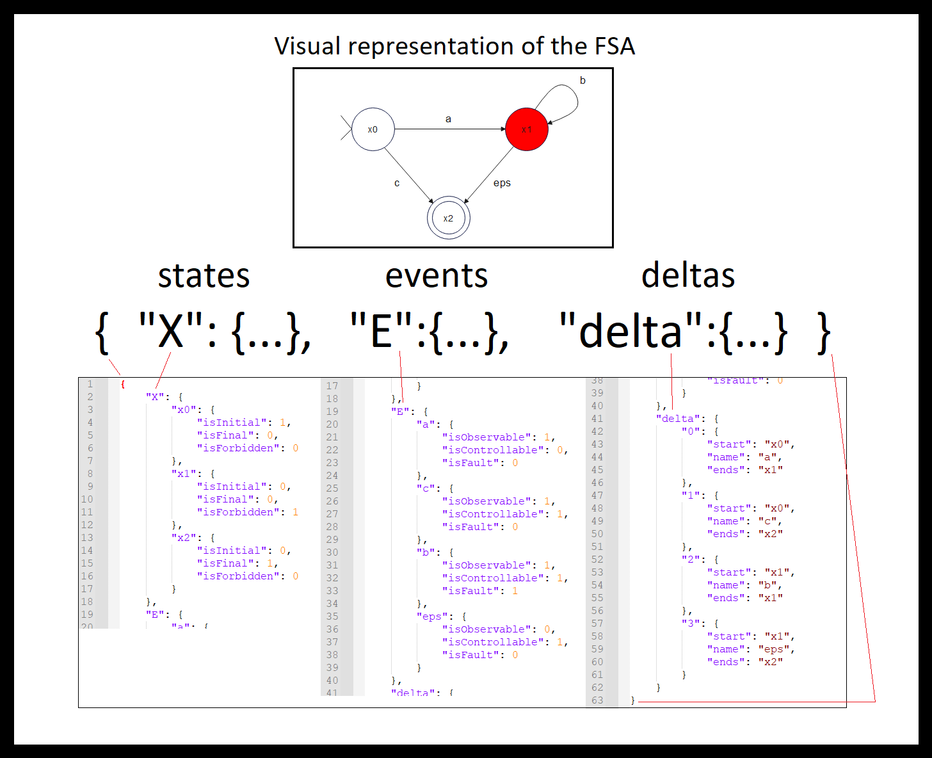 Visual representation of the FSA
b
x0
a
x1
c
eps
x2
states events deltas
{ "X": {...}, "E":{...}, "delta":{...} }
1 {
2 "X": {
3 "x0": {
4 "isInitial": 1,
5 "isFinal": 0,
6 "isForbidden": 0
7 },
8 "x1": {
9 "isInitial": 0,
10 "isFinal": 0,
11 "isForbidden": 1
12 },
13 "x2": {
14 "isInitial": 0,
15 "isFinal": 1,
16 "isForbidden": 0
17 }
18 },
19 "E": {
20 "a": {
17 }
18 },
19 "E": {
20 "a": {
21 "isObservable": 1,
22 "isControllable": 0,
23 "isFault": 0
24 },
25 "c": {
26 "isObservable": 1,
27 "isControllable": 1,
28 "isFault": 0
29 },
30 "b": {
31 "isObservable": 1,
32 "isControllable": 1,
33 "isFault": 1
34 },
35 "eps": {
36 "isObservable": 0,
37 "isControllable": 1,
38 "isFault": 0
39 }
40 },
41 "delta": {
38 "isFault": 0
39 }
40 },
41 "delta": {
42 "0": {
43 "start": "x0",
44 "name": "a",
45 "ends": "x1"
46 },
47 "1": {
48 "start": "x0",
49 "name": "c",
50 "ends": "x2"
51 },
52 "2": {
53 "start": "x1",
54 "name": "b",
55 "ends": "x1"
56 },
57 "3": {
58 "start": "x1",
59 "name": "eps",
60 "ends": "x2"
61 }
62 }
63 }